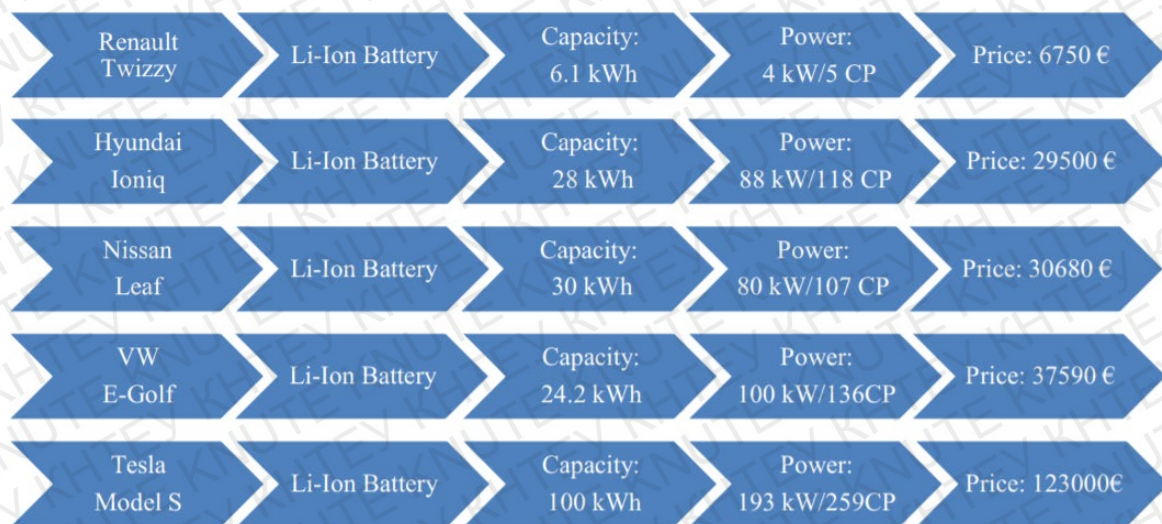 Renault
Twizzy
Li-Ion Battery
Capacity:
6.1 kWh
Power:
4 kW/5 CP
Price: 6750 €
Hyundai
Ioniq
Li-Ion Battery
Capacity:
28 kWh
Power:
88 kW/118 CP
Price: 29500 €
Nissan
Leaf
Li-Ion Battery
Capacity:
30 kWh
Power:
80 kW/107 CP
Price: 30680 €
VW
E-Golf
Li-Ion Battery
Capacity:
24.2 kWh
Power:
100 kW/136CP
Price: 37590 €
Tesla
Model S
Li-Ion Battery
Capacity:
100 kWh
Power:
193 kW/259CP
Price: 123000€